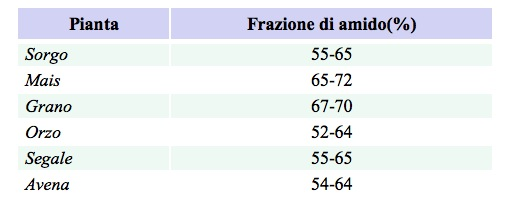 Pianta Frazione di amido(%)
Sorgo 55-65
Mais 65-72
Grano 67-70
Orzo 52-64
Segale 55-65
Avena 54-64